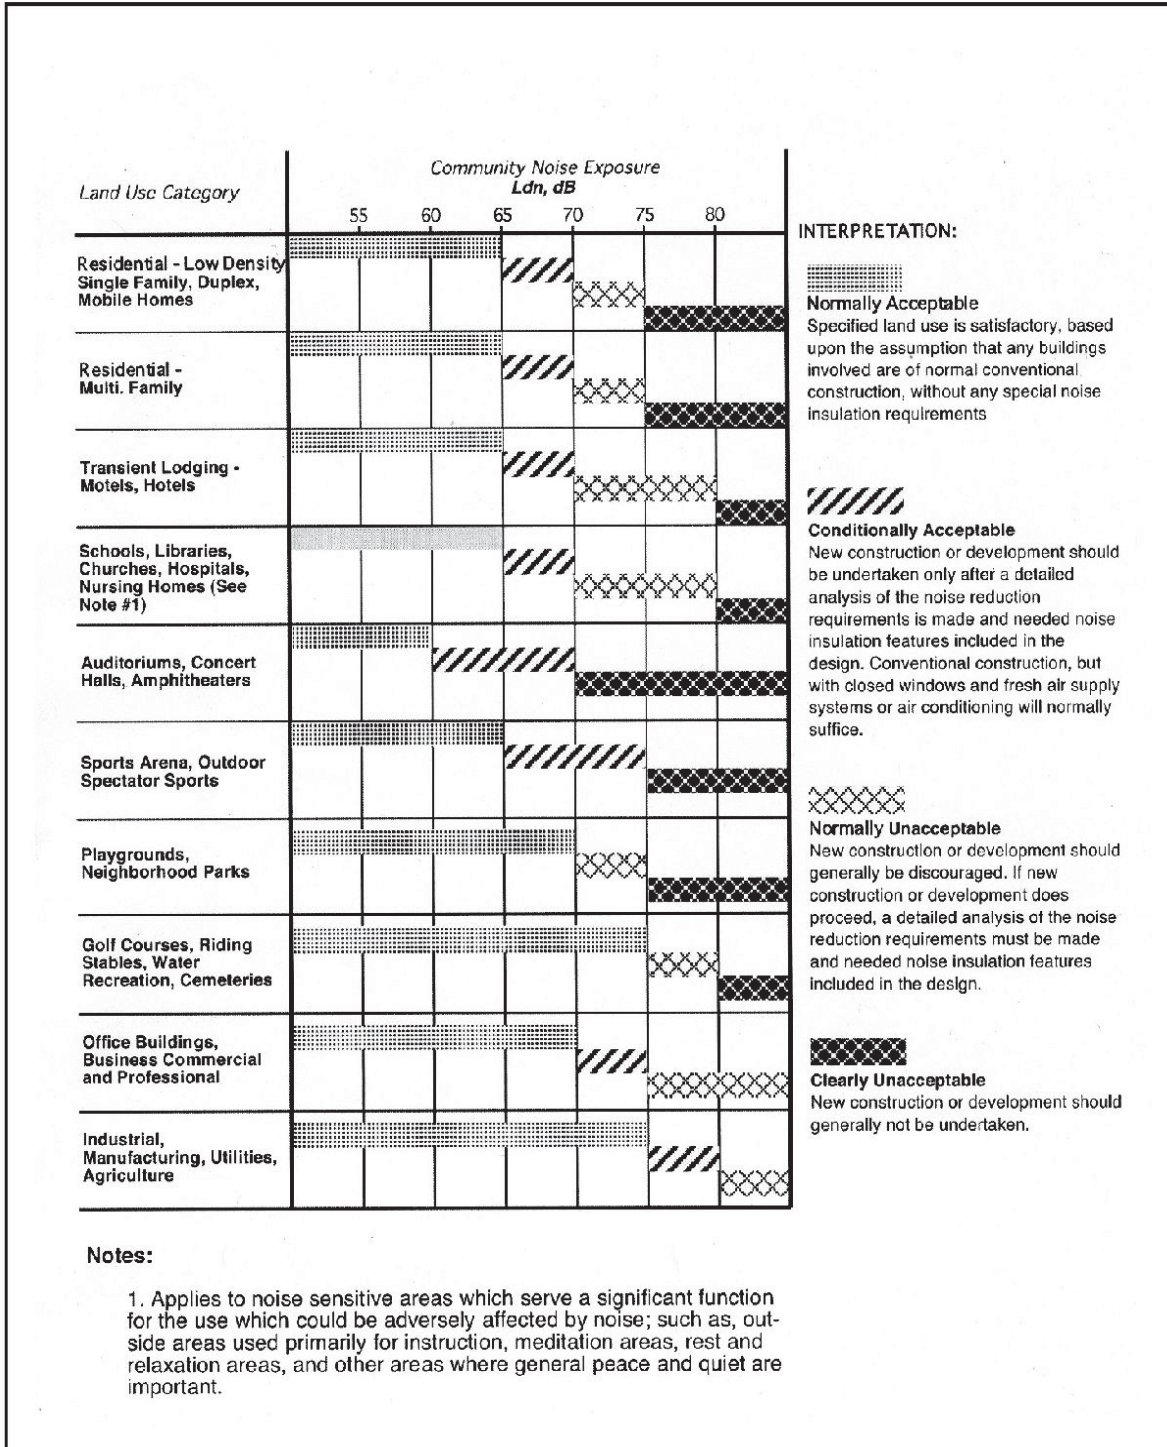 Land Use Category
Community Noise Exposure
Ldn, dB
55 60 65 70 75 80
Residential - Low Density
Single Family, Duplex,
Mobile Homes
Residential -
Multi. Family
Transient Lodging -
Motels, Hotels
Schools, Libraries,
Churches, Hospitals,
Nursing Homes (See
Note #1)
Auditoriums, Concert
Halls, Amphitheaters
Sports Arena, Outdoor
Spectator Sports
Playgrounds,
Neighborhood Parks
Golf Courses, Riding
Stables, Water
Recreation, Cemeteries
Office Buildings,
Business Commercial
and Professional
Industrial,
Manufacturing, Utilities,
Agriculture
INTERPRETATION:
Normally Acceptable
Specified land use is satisfactory, based
upon the assumption that any buildings
involved are of normal conventional
construction, without any special noise
insulation requirements
Conditionally Acceptable
New construction or development should
be undertaken only after a detailed
analysis of the noise reduction
requirements is made and needed noise
insulation features included in the
design. Conventional construction, but
with closed windows and fresh air supply
systems or air conditioning will normally
suffice.
Normally Unacceptable
New construction or development should
generally be discouraged. If new
construction or development does
proceed, a detailed analysis of the noise
reduction requirements must be made
and needed noise insulation features
included in the design.
Clearly Unacceptable
New construction or development should
generally not be undertaken.
Notes:
1. Applies to noise sensitive areas which serve a significant function
for the use which could be adversely affected by noise; such as, out-
side areas used primarily for instruction, meditation areas, rest and
relaxation areas, and other areas where general peace and quiet are
important.